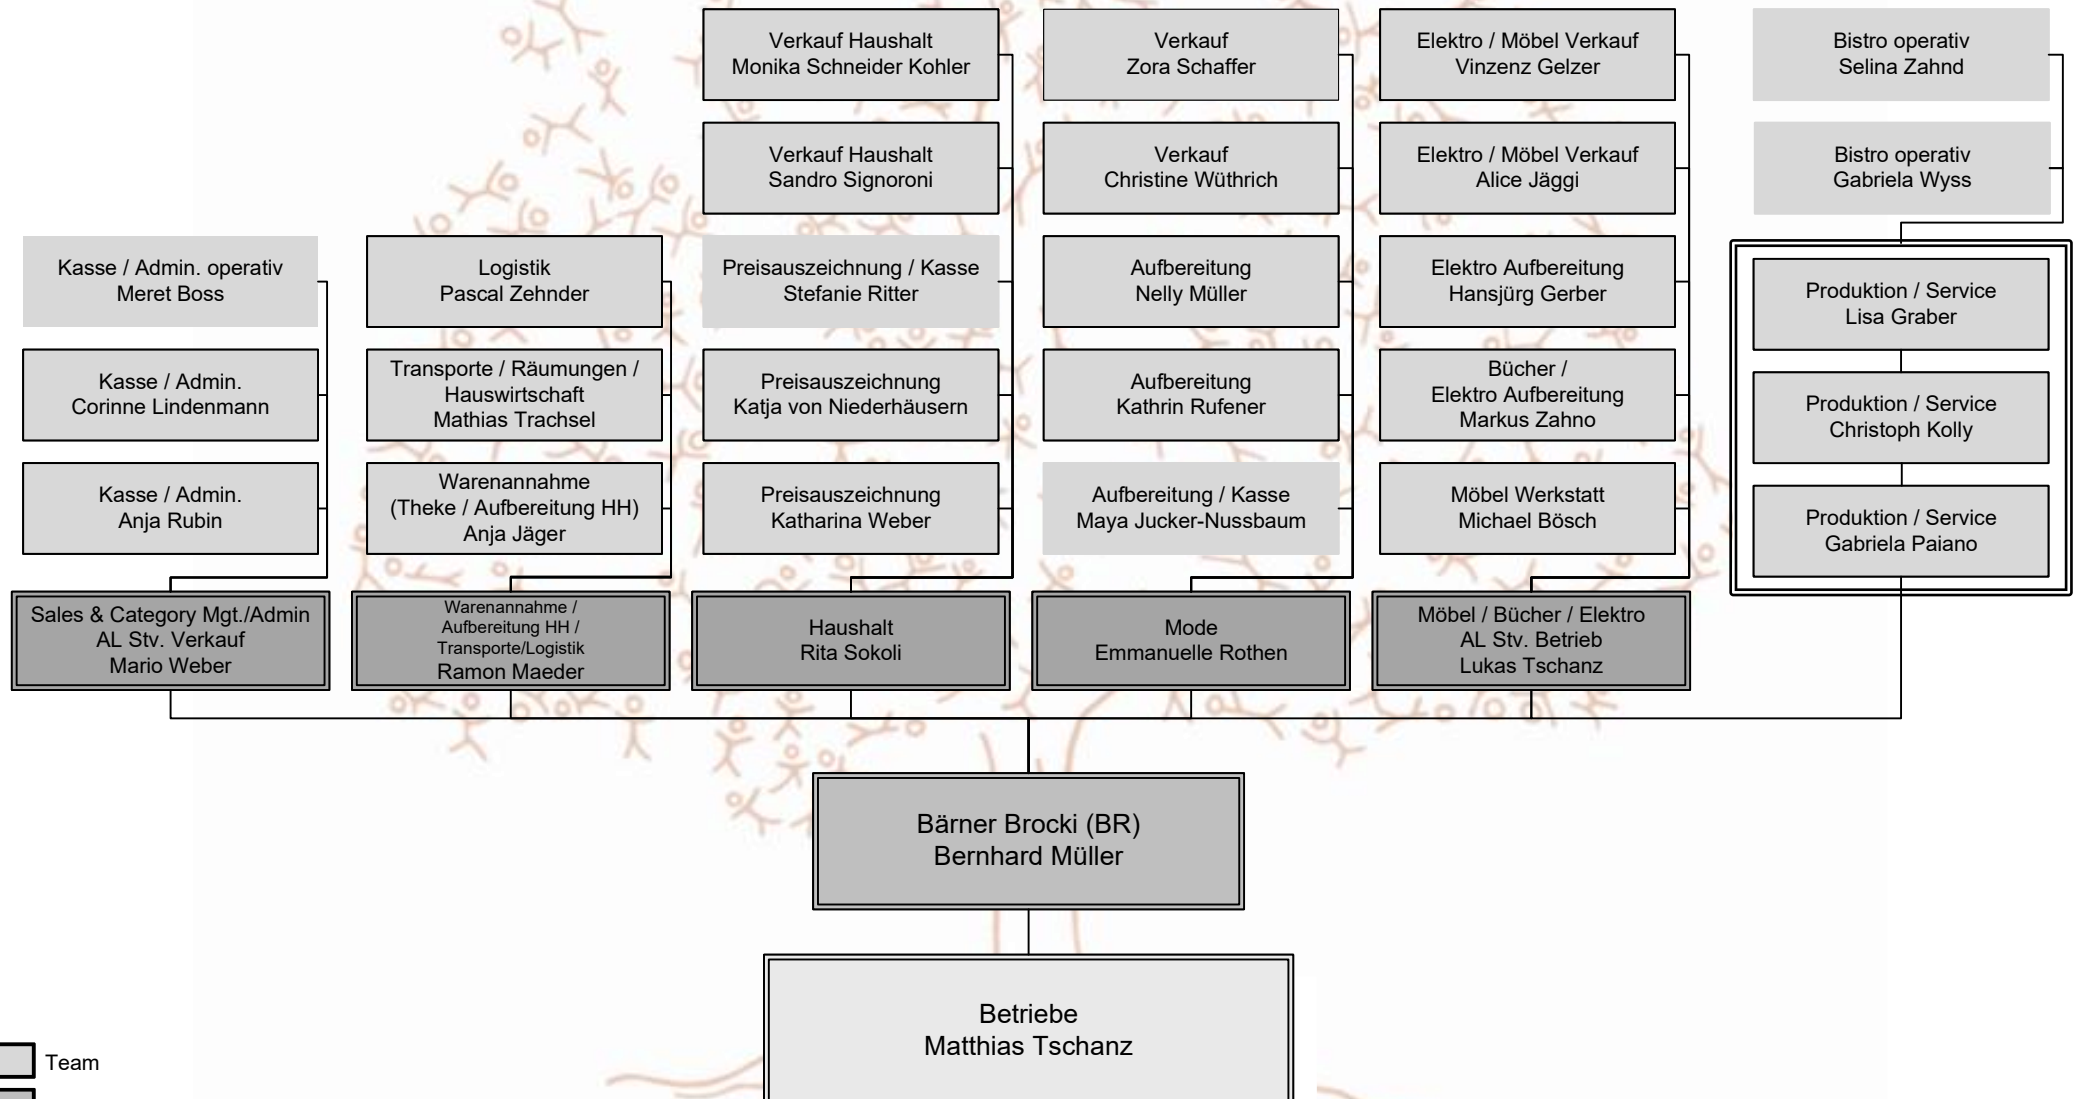 Verkauf Haushalt
Monika Schneider Kohler
Verkauf
Zora Schaffer
Elektro / Möbel Verkauf
Vinzenz Gelzer
Bistro operativ
Selina Zahnd
Verkauf Haushalt
Sandro Signoroni
Verkauf
Christine Wüthrich
Elektro / Möbel Verkauf
Alice Jäggi
Bistro operativ
Gabriela Wyss
Kasse / Admin. operativ
Meret Boss
Logistik
Pascal Zehnder
Preisauszeichnung / Kasse
Stefanie Ritter
Aufbereitung
Nelly Müller
Elektro Aufbereitung
Hansjürg Gerber
Produktion / Service
Lisa Graber
Kasse / Admin.
Corinne Lindenmann
Transporte / Räumungen /
Hauswirtschaft
Mathias Trachsel
Preisauszeichnung
Katja von Niederhäusern
Aufbereitung
Kathrin Rufener
Bücher /
Elektro Aufbereitung
Markus Zahno
Produktion / Service
Christoph Kolly
Kasse / Admin.
Anja Rubin
Warenannahme
(Theke / Aufbereitung HH)
Anja Jäger
Preisauszeichnung
Katharina Weber
Aufbereitung / Kasse
Maya Jucker-Nussbaum
Möbel Werkstatt
Michael Bösch
Produktion / Service
Gabriela Paiano
Sales & Category Mgt./Admin
AL Stv. Verkauf
Mario Weber
Warenannahme /
Aufbereitung HH /
Transporte/Logistik
Ramon Maeder
Haushalt
Rita Sokoli
Mode
Emmanuelle Rothen
Möbel / Bücher / Elektro
AL Stv. Betrieb
Lukas Tschanz
Bärner Brocki (BR)
Bernhard Müller
Betriebe
Matthias Tschanz
Team